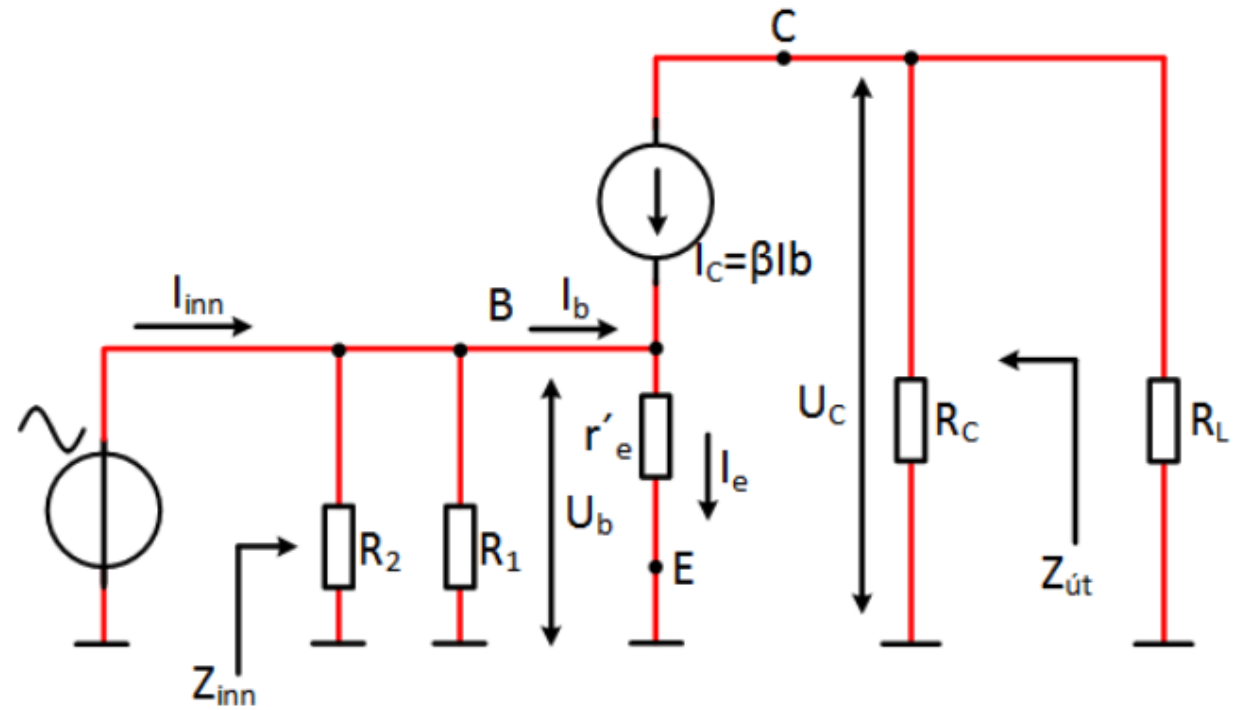 C
I_C=βIb
I_inn
B
I_b
U_C
R_C
R_L
r´_e
I_e
U_b
R_2
R_1
E
Z_út
Z_inn